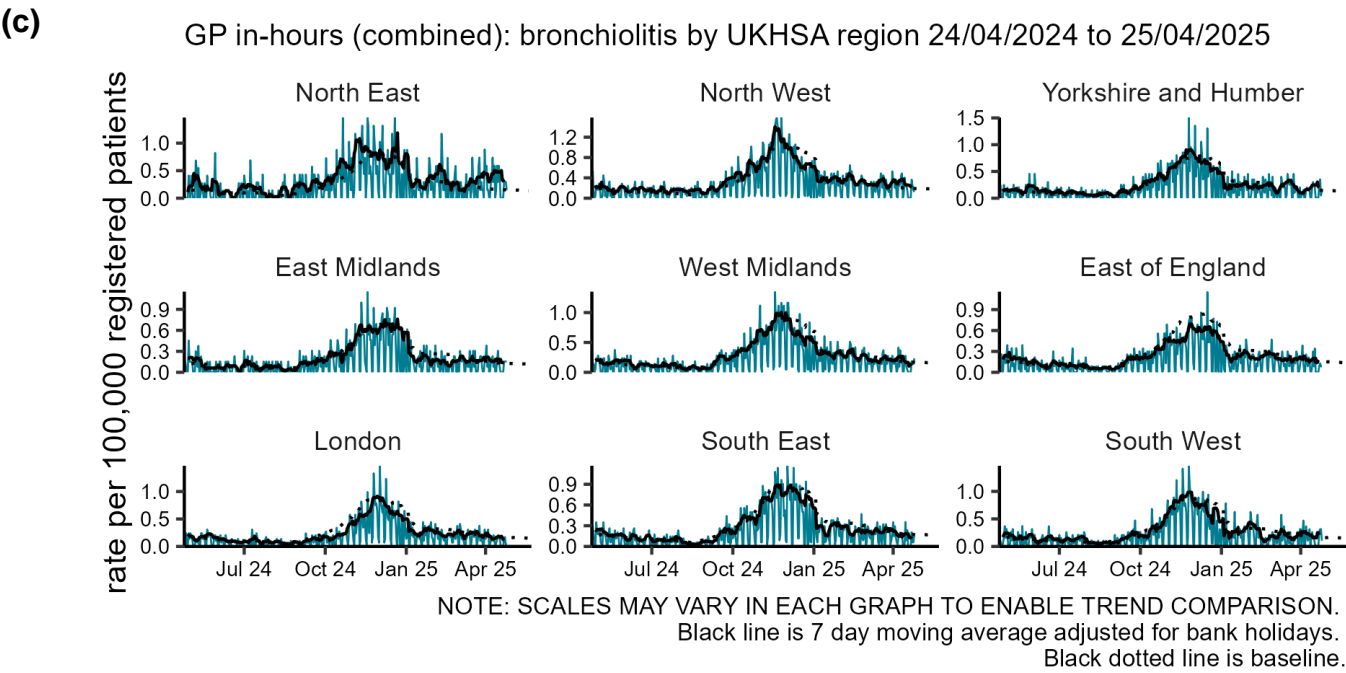 (c)
GP in-hours (combined): bronchiolitis by UKHSA region 24/04/2024 to 25/04/2025
rate per 100,000 registered patients
North East
1.0
0.5
0.0
North West
1.2
0.8
0.4
0.0
Yorkshire and Humber
1.5
1.0
0.5
0.0
East Midlands
0.9
0.6
0.3
0.0
West Midlands
1.0
0.5
0.0
East of England
0.9
0.6
0.3
0.0
London
1.0
0.5
0.0
Jul 24 Oct 24 Jan 25 Apr 25
South East
0.9
0.6
0.3
0.0
Jul 24 Oct 24 Jan 25 Apr 25
South West
1.0
0.5
0.0
Jul 24 Oct 24 Jan 25 Apr 25
NOTE: SCALES MAY VARY IN EACH GRAPH TO ENABLE TREND COMPARISON.
Black line is 7 day moving average adjusted for bank holidays.
Black dotted line is baseline.